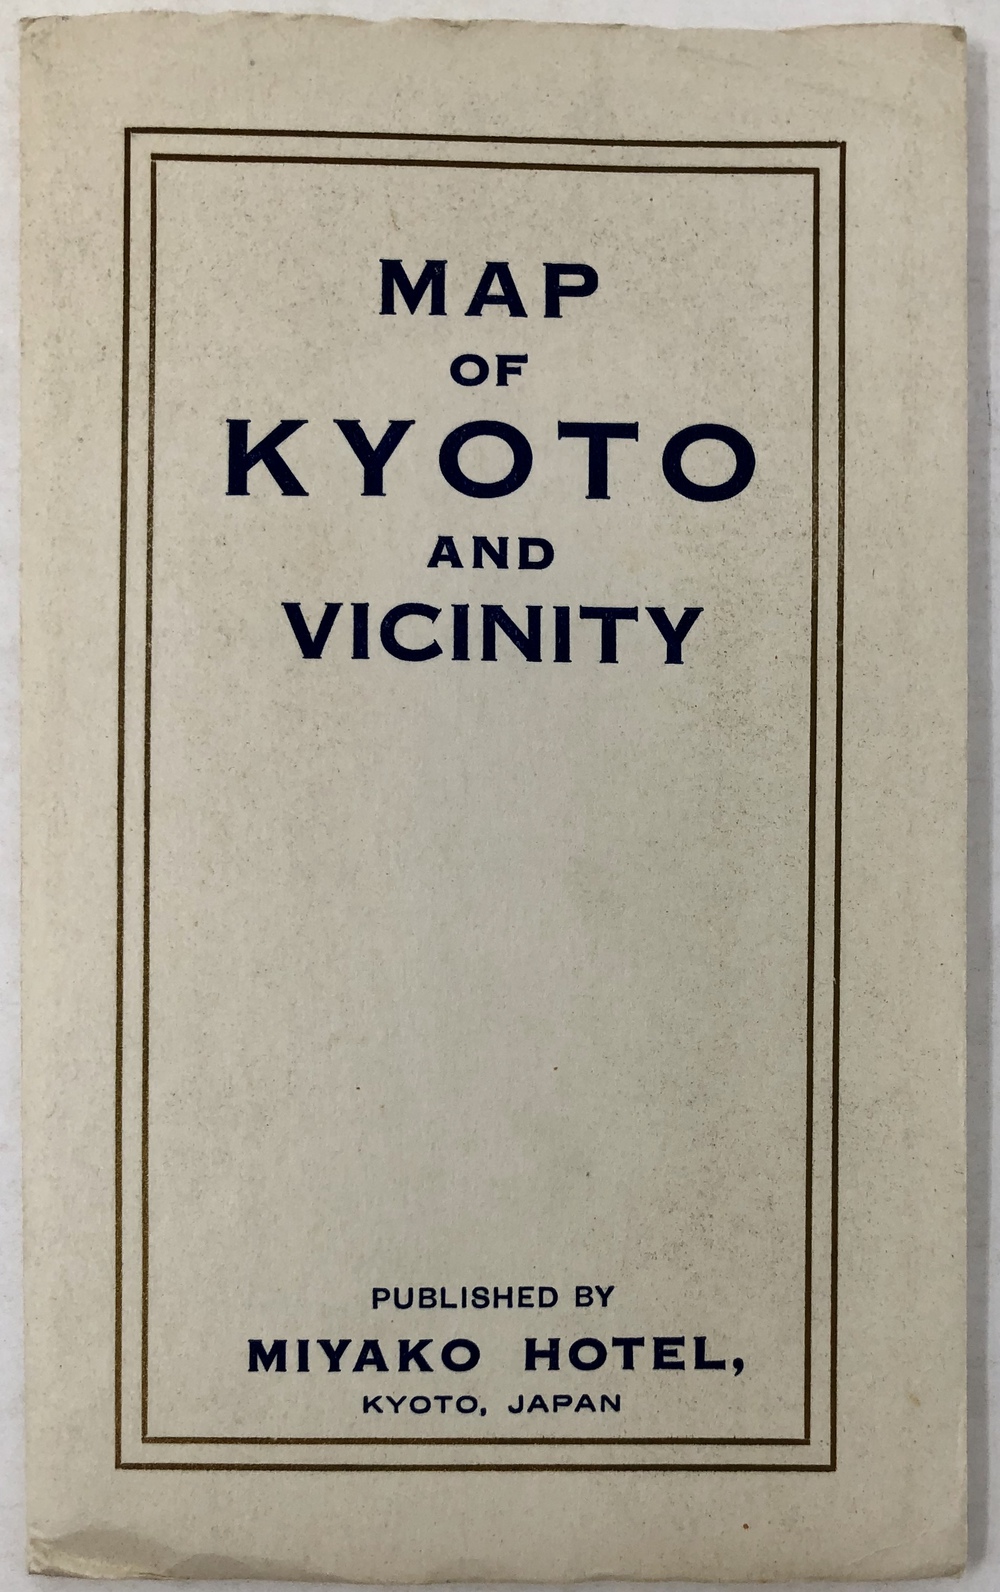 MAP
OF
KYOTO
AND
VICINITY
PUBLISHED BY
MIYAKO HOTEL,
KYOTO, JAPAN